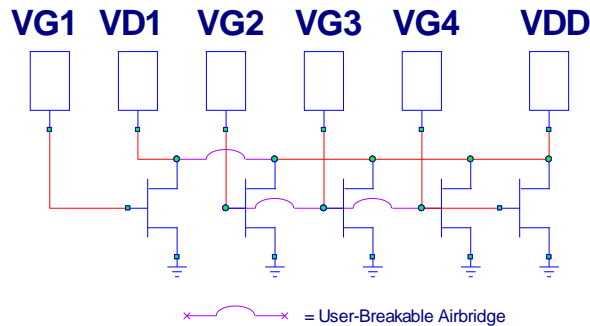 VG1 VD1 VG2 VG3 VG4 VDD
= User-Breakable Airbridge